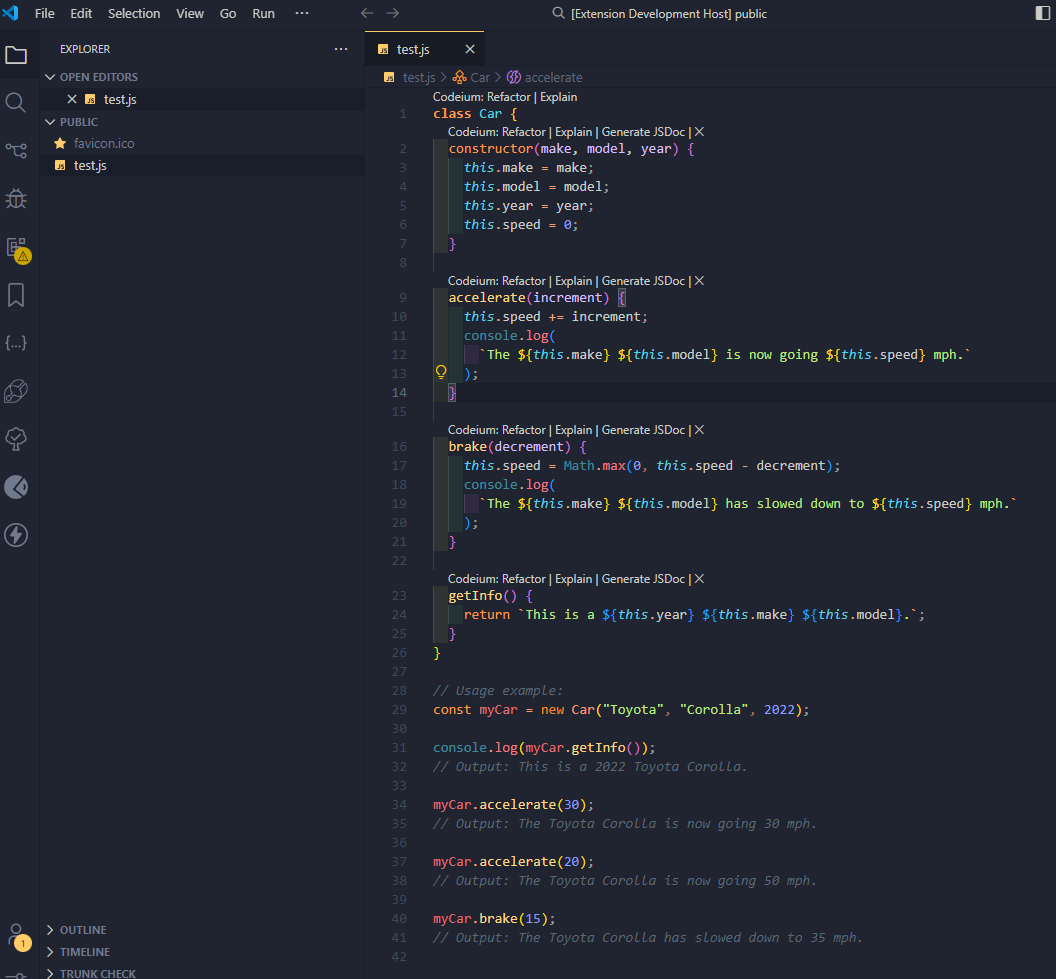 File Edit Selection View Go Run ···
[Extension Development Host] public
EXPLORER
···
OPEN EDITORS
JS test.js
PUBLIC
favicon.ico
JS test.js
1
OUTLINE
TIMELINE
TRUNK CHECK
JS test.js
JS test.js > Car > accelerate
Codeium: Refactor | Explain
1 class Car {
Codeium: Refactor | Explain | Generate JSDoc | X
2 constructor(make, model, year) {
3 this.make = make;
4 this.model = model;
5 this.year = year;
6 this.speed = 0;
7 }
8
Codeium: Refactor | Explain | Generate JSDoc | X
9 accelerate(increment) {
10 this.speed += increment;
11 console.log(
12 `The ${this.make} ${this.model} is now going ${this.speed} mph.`
13 );
14 }
15
Codeium: Refactor | Explain | Generate JSDoc | X
16 brake(decrement) {
17 this.speed = Math.max(0, this.speed - decrement);
18 console.log(
19 `The ${this.make} ${this.model} has slowed down to ${this.speed} mph.`
20 );
21 }
22
Codeium: Refactor | Explain | Generate JSDoc | X
23 getInfo() {
24 return `This is a ${this.year} ${this.make} ${this.model}.`;
25 }
26 }
27
28 // Usage example:
29 const myCar = new Car("Toyota", "Corolla", 2022);
30
31 console.log(myCar.getInfo());
32 // Output: This is a 2022 Toyota Corolla.
33
34 myCar.accelerate(30);
35 // Output: The Toyota Corolla is now going 30 mph.
36
37 myCar.accelerate(20);
38 // Output: The Toyota Corolla is now going 50 mph.
39
40 myCar.brake(15);
41 // Output: The Toyota Corolla has slowed down to 35 mph.
42